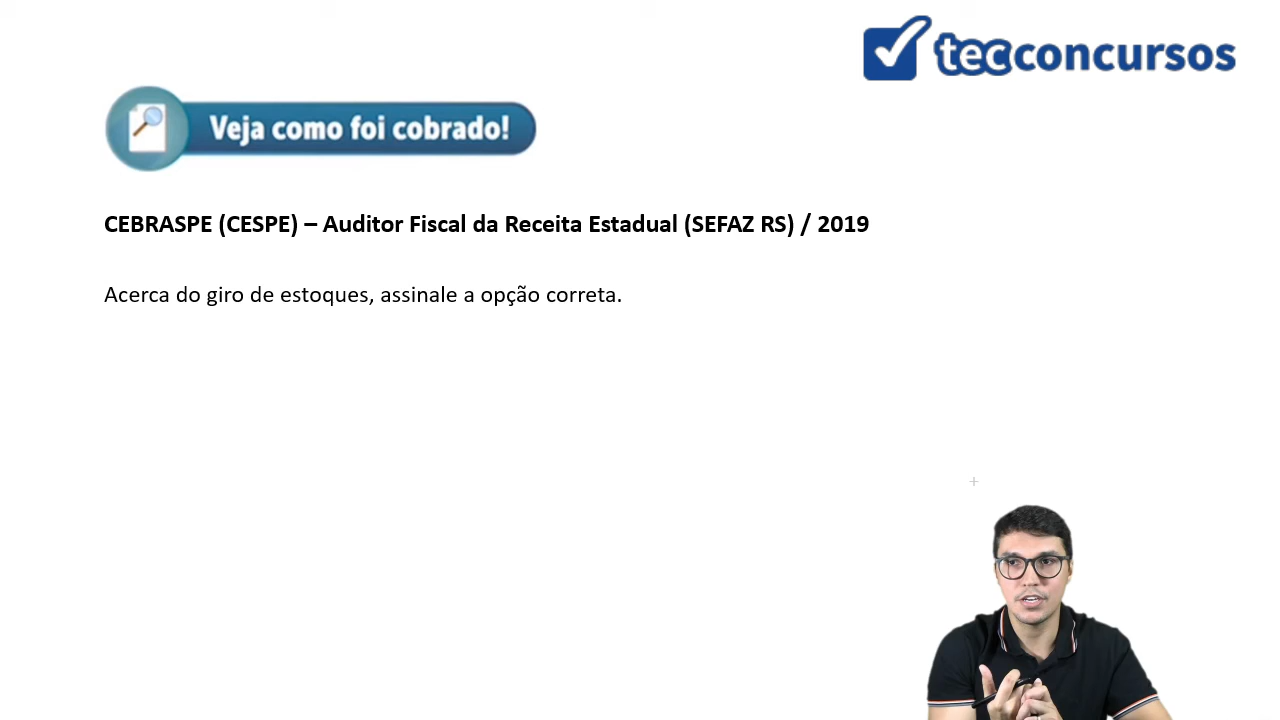 tecconcursos
Veja como foi cobrado!
CEBRASPE (CESPE) – Auditor Fiscal da Receita Estadual (SEFAZ RS) / 2019
Acerca do giro de estoques, assinale a opção correta.